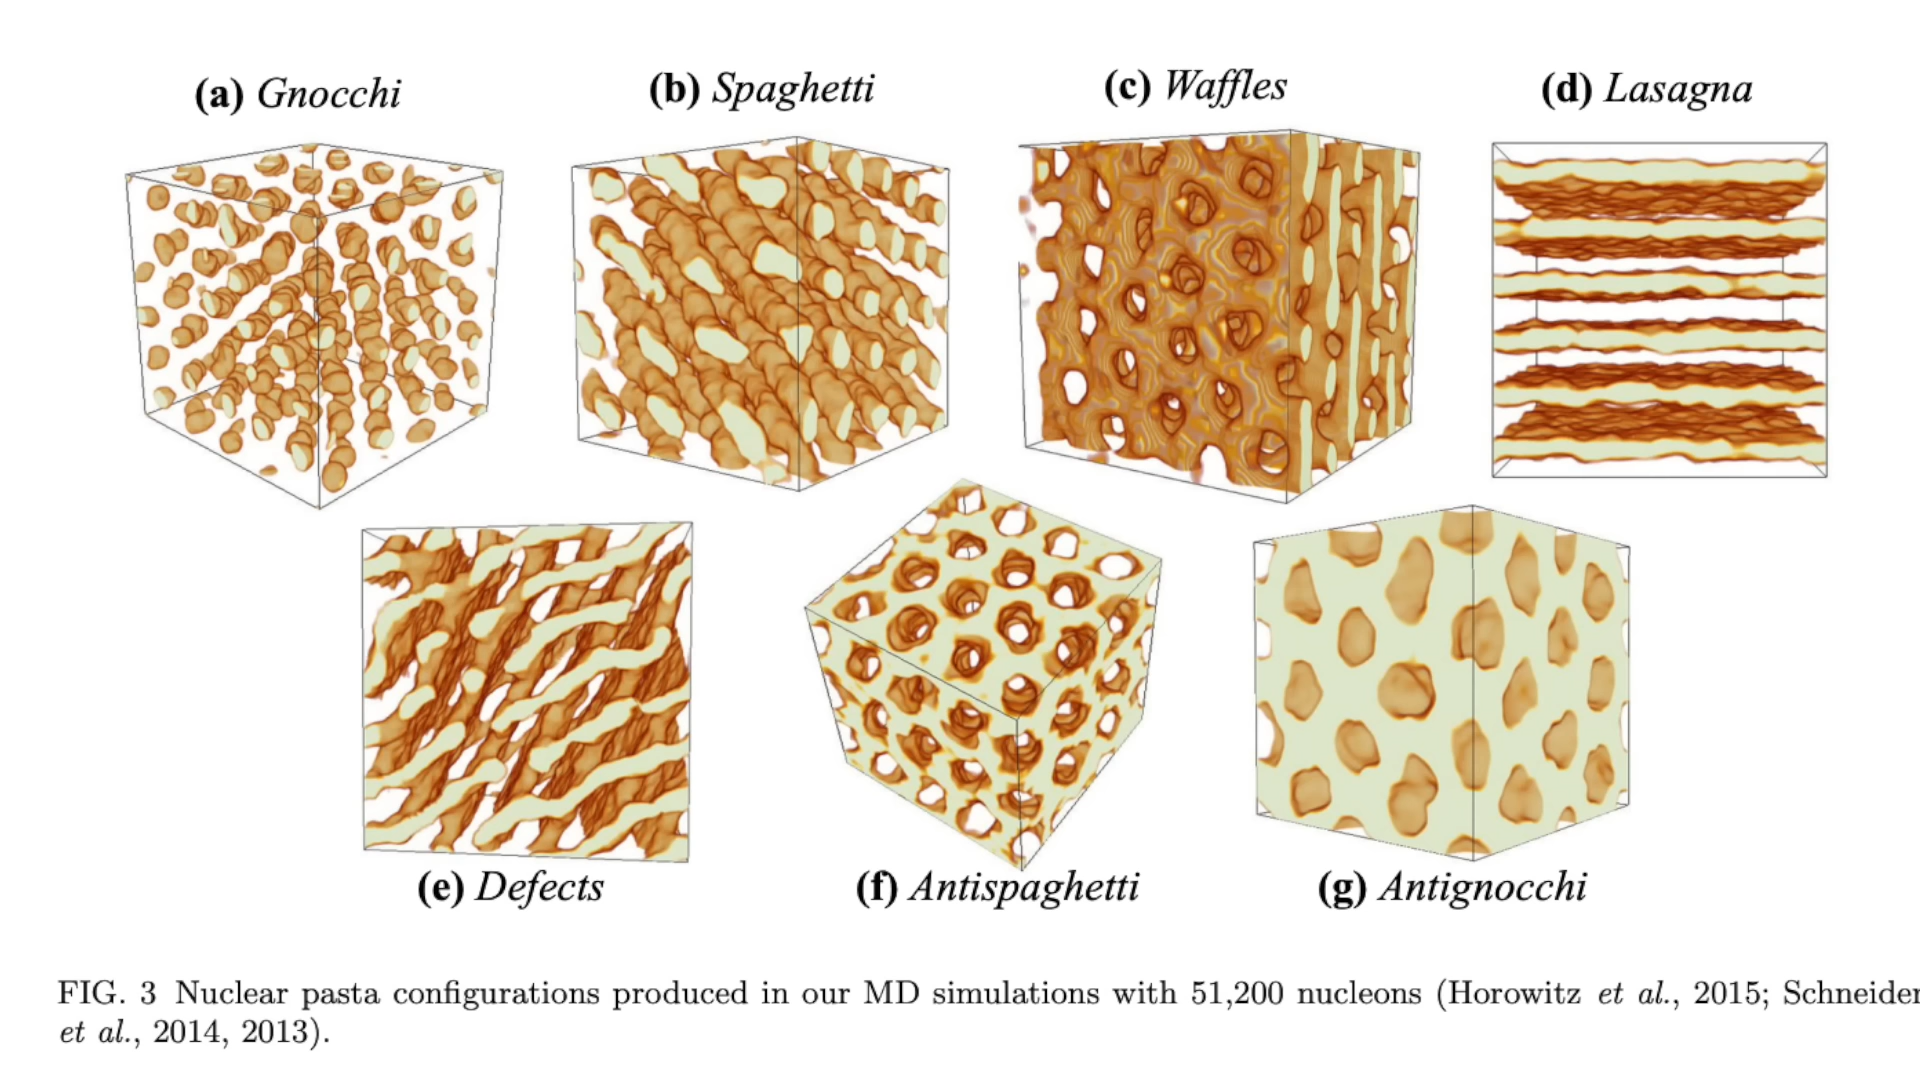 (a) Gnocchi
(b) Spaghetti
(c) Waffles
(d) Lasagna
(e) Defects
(f) Antispaghetti
(g) Antignocchi
FIG. 3 Nuclear pasta configurations produced in our MD simulations with 51,200 nucleons (Horowitz et al., 2015; Schneider
et al., 2014, 2013).